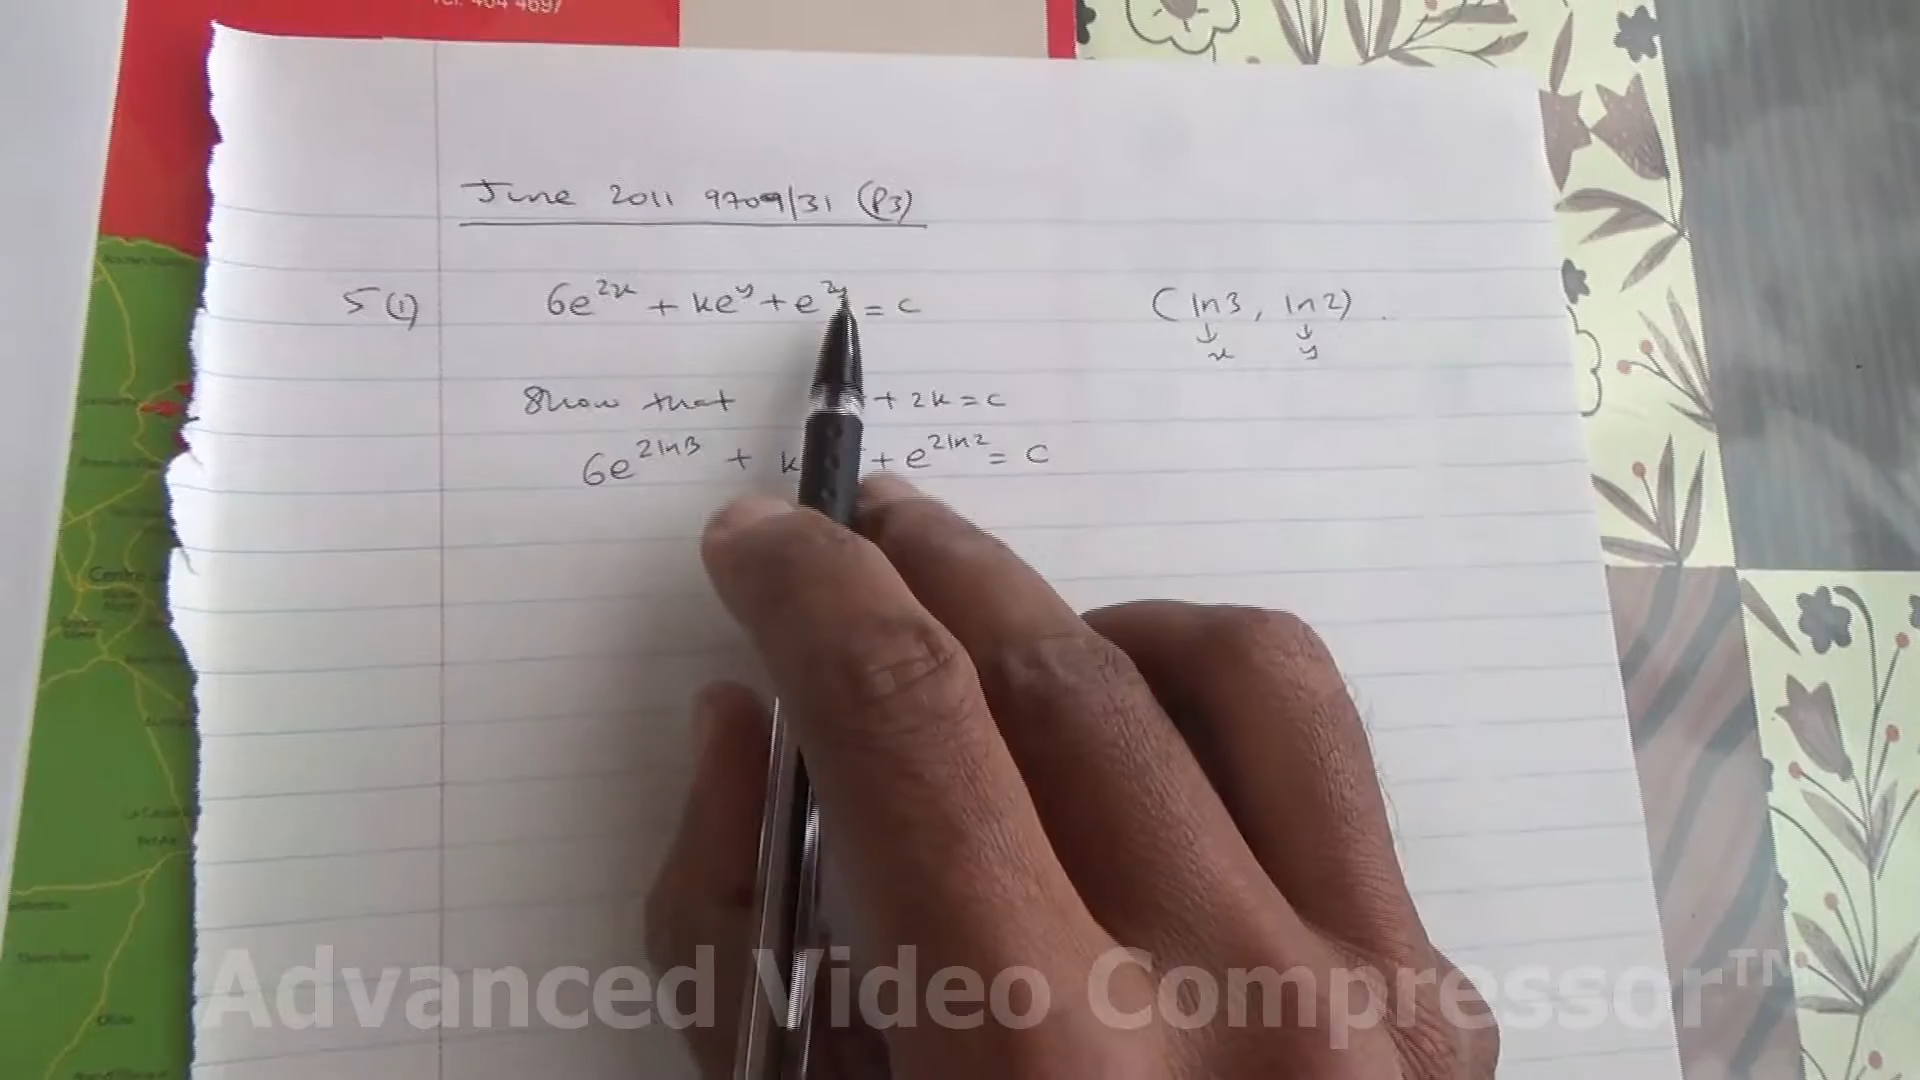 Tel: 464 4697
June 2011 9709/31 (P3)
5 (i) 6e^{2x} + ke^{y} + e^{2y} = c (ln3, ln2)
↓ ↓
x y
Show that + 2k = c
6e^{2ln3} + k + e^{2ln2} = c
Centre
Advanced Video Compressor™